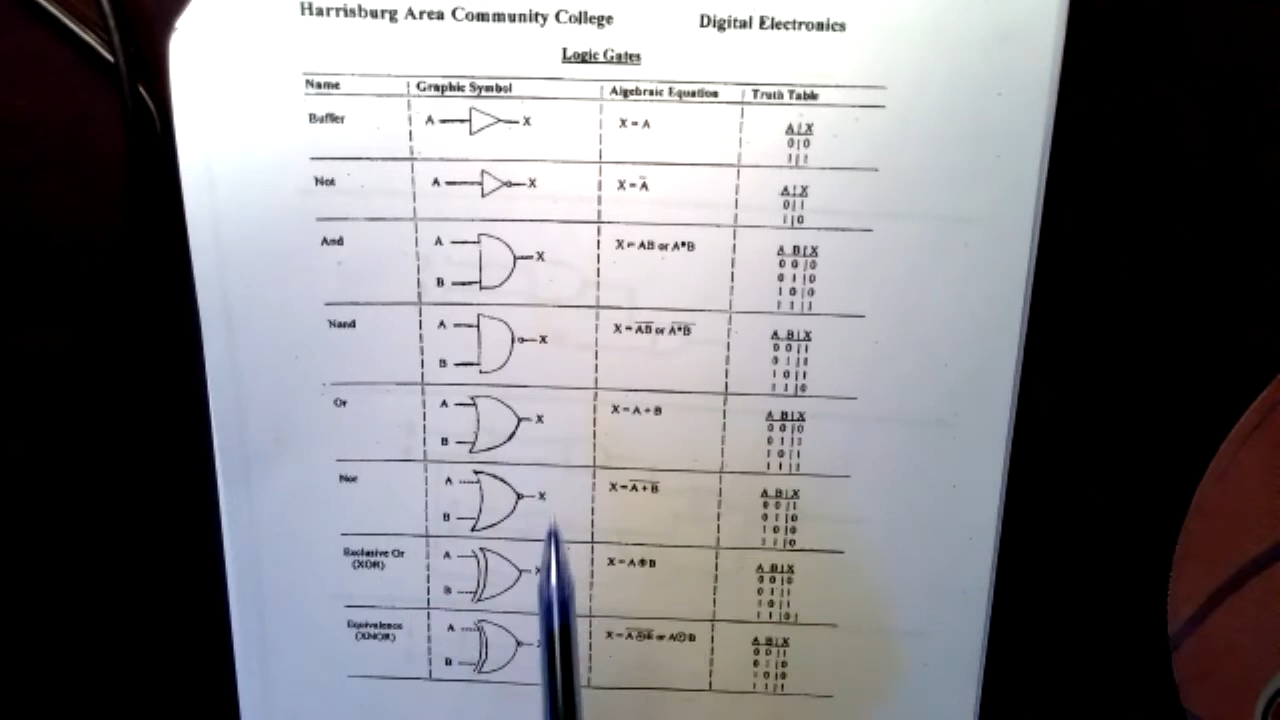 Harrisburg Area Community College Digital Electronics
Logic Gates
Name Graphic Symbol Algebraic Equation Truth Table
Buffer A X X = A
A X
0 0
1 1
Not A X X = A̅
A X
0 1
1 0
And A B X X = AB or A*B
A B X
0 0 0
0 1 0
1 0 0
1 1 1
Nand A B X X = A̅B̅ or A̅*̅B̅
A B X
0 0 1
0 1 1
1 0 1
1 1 0
Or A B X X = A + B
A B X
0 0 0
0 1 1
1 0 1
1 1 1
Nor A B X X = A̅ ̅+̅ ̅B̅
A B X
0 0 1
0 1 0
1 0 0
1 1 0
Exclusive Or A B X X = A⊕B
(XOR)
A B X
0 0 0
0 1 1
1 0 1
1 1 0
Equivalence A B X = A̅⊕̅B̅ or A⊙B
(XNOR)
A B X
0 0 1
0 1 0
1 0 0
1 1 1